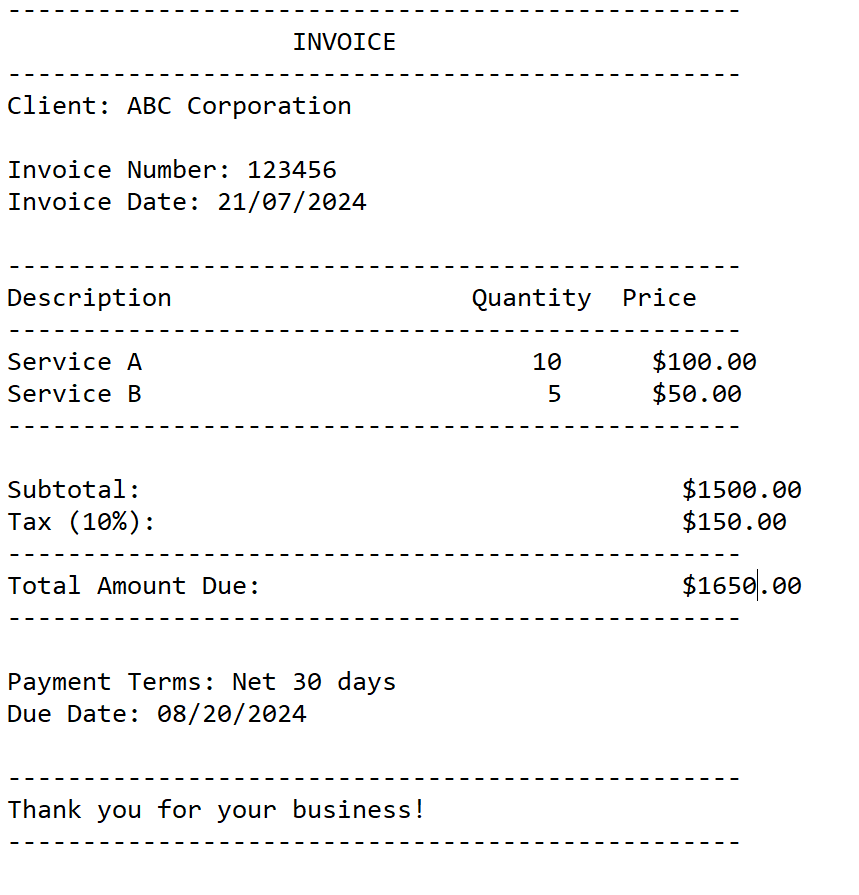 -------------------------------------------------
                   INVOICE
-------------------------------------------------
Client: ABC Corporation

Invoice Number: 123456
Invoice Date: 21/07/2024

-------------------------------------------------
Description                    Quantity  Price
-------------------------------------------------
Service A                          10      $100.00
Service B                           5      $50.00
-------------------------------------------------

Subtotal:                                    $1500.00
Tax (10%):                                   $150.00
-------------------------------------------------
Total Amount Due:                            $1650.00
-------------------------------------------------

Payment Terms: Net 30 days
Due Date: 08/20/2024

-------------------------------------------------
Thank you for your business!
-------------------------------------------------